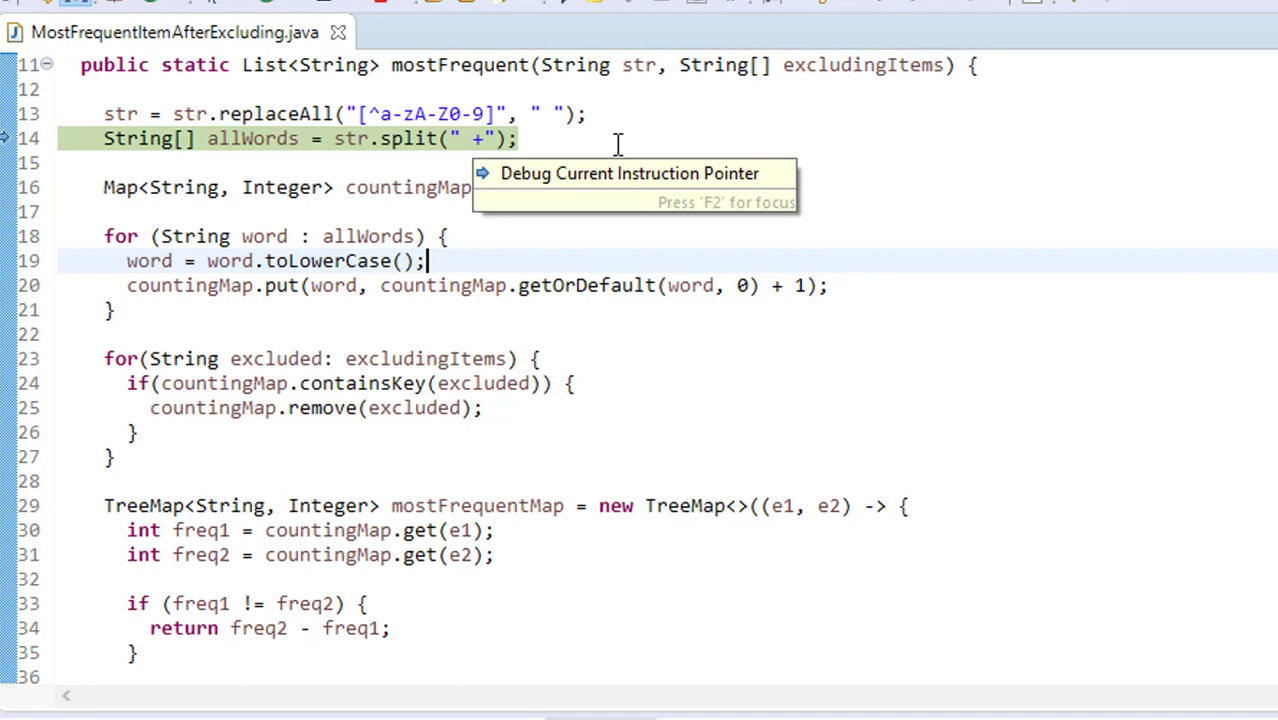 MostFrequentItemAfterExcluding.java
11 public static List<String> mostFrequent(String str, String[] excludingItems) {
12
13 str = str.replaceAll("[^a-zA-Z0-9]", " ");
14 String[] allWords = str.split(" +");
15
Debug Current Instruction Pointer
16 Map<String, Integer> countingMap
Press 'F2' for focus
17
18 for (String word : allWords) {
19 word = word.toLowerCase();
20 countingMap.put(word, countingMap.getOrDefault(word, 0) + 1);
21 }
22
23 for(String excluded: excludingItems) {
24 if(countingMap.containsKey(excluded)) {
25 countingMap.remove(excluded);
26 }
27 }
28
29 TreeMap<String, Integer> mostFrequentMap = new TreeMap<>((e1, e2) -> {
30 int freq1 = countingMap.get(e1);
31 int freq2 = countingMap.get(e2);
32
33 if (freq1 != freq2) {
34 return freq2 - freq1;
35 }
36